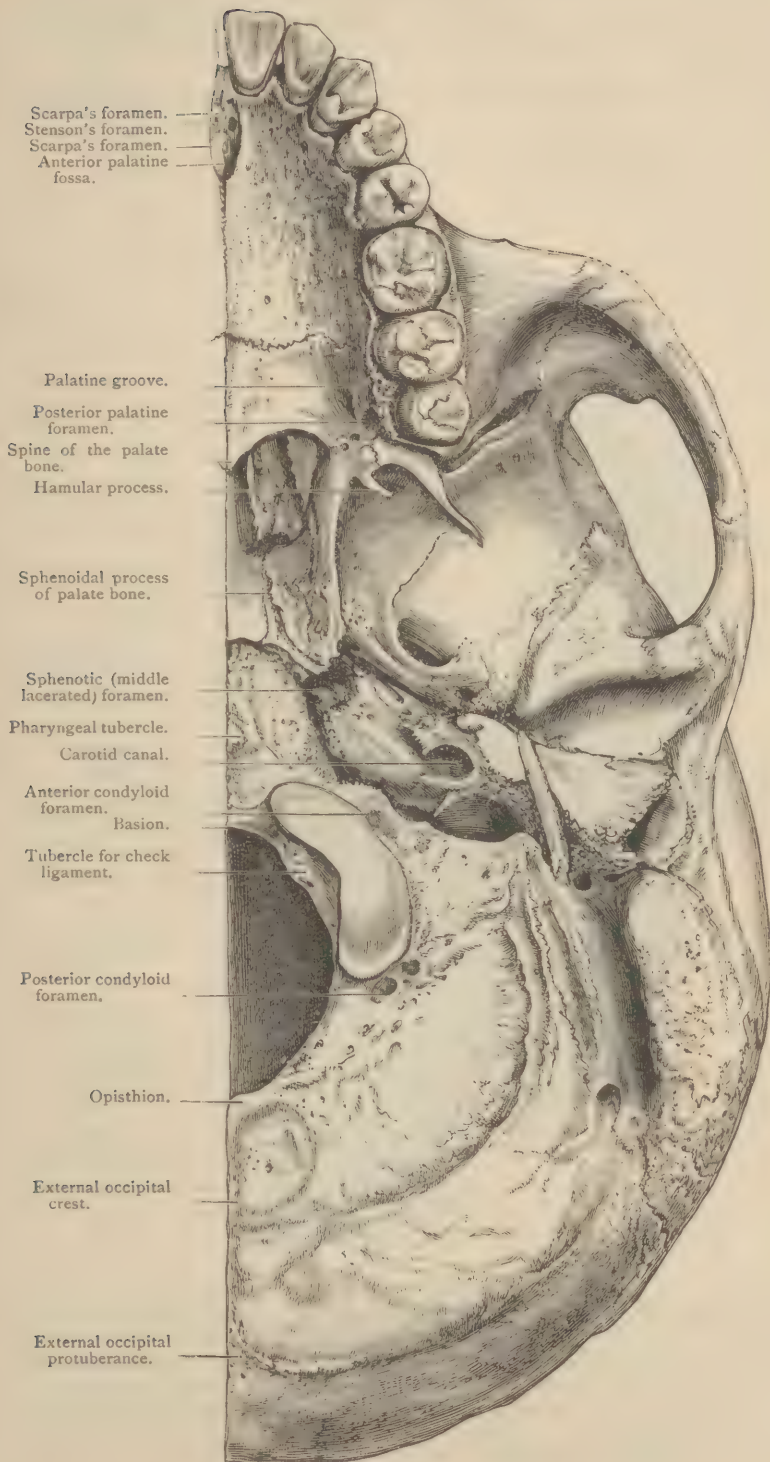 Scarpa's foramen.
Stenson's foramen.
Scarpa's foramen.
Anterior palatine
fossa.
Palatine groove.
Posterior palatine
foramen.
Spine of the palate
bone.
Hamular process.
Sphenoidal process
of palate bone.
Sphenotic (middle
lacerated) foramen.
Pharyngeal tubercle.
Carotid canal.
Anterior condyloid
foramen.
Basion.
Tubercle for check
ligament.
Posterior condyloid
foramen.
Opisthion.
External occipital
crest.
External occipital
protuberance.